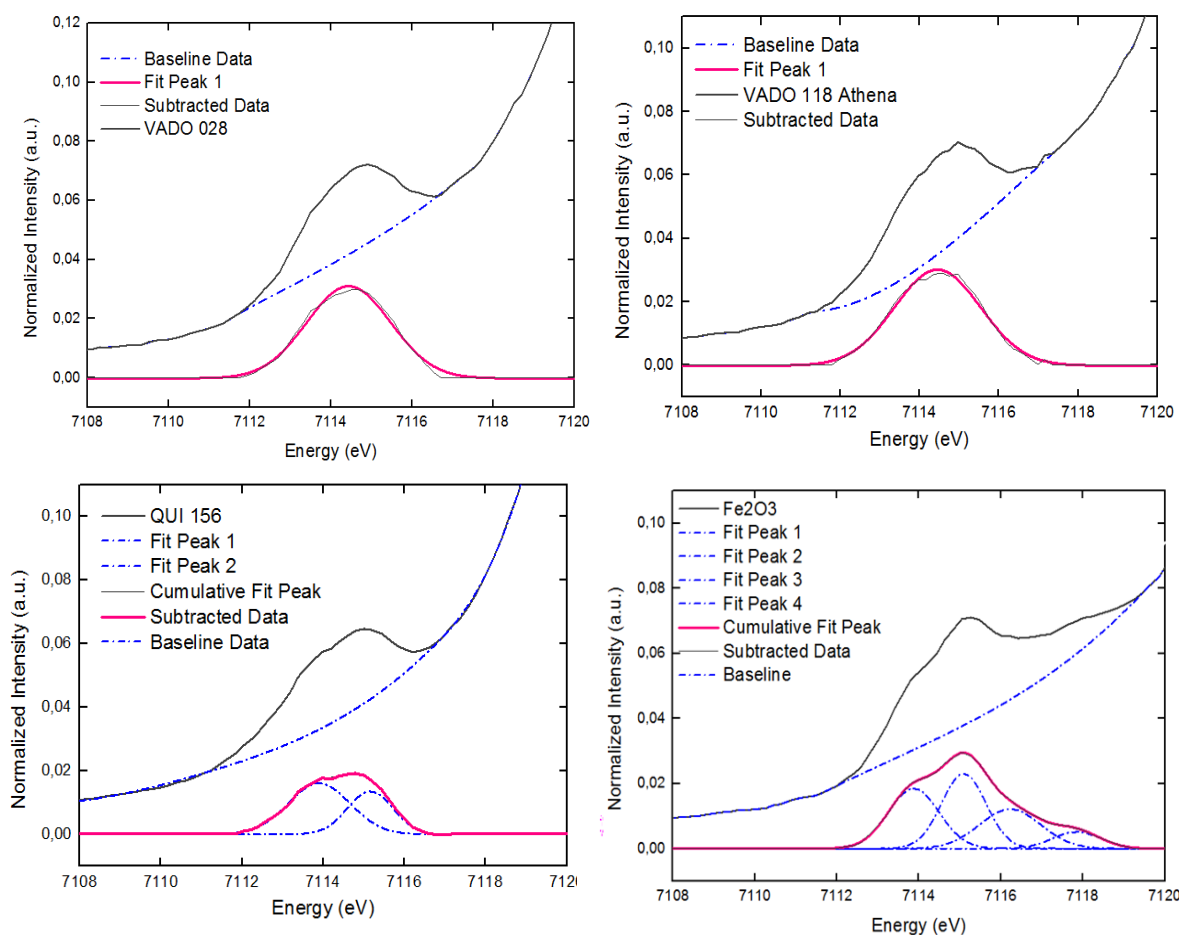 0,12
0,10
0,08
0,06
0,04
0,02
0,00
Normalized Intensity (a.u.)
Baseline Data
Fit Peak 1
Subtracted Data
VADO 028
7108 7110 7112 7114 7116 7118 7120
Energy (eV)
0,10
0,08
0,06
0,04
0,02
0,00
Normalized Intensity (a.u.)
Baseline Data
Fit Peak 1
VADO 118 Athena
Subtracted Data
7108 7110 7112 7114 7116 7118 7120
Energy (eV)
0,10
0,08
0,06
0,04
0,02
0,00
Normalized Intensity (a.u.)
QUI 156
Fit Peak 1
Fit Peak 2
Cumulative Fit Peak
Subtracted Data
Baseline Data
7108 7110 7112 7114 7116 7118 7120
Energy (eV)
0,10
0,08
0,06
0,04
0,02
0,00
Normalized Intensity (a.u.)
Fe2O3
Fit Peak 1
Fit Peak 2
Fit Peak 3
Fit Peak 4
Cumulative Fit Peak
Subtracted Data
Baseline
7108 7110 7112 7114 7116 7118 7120
Energy (eV)